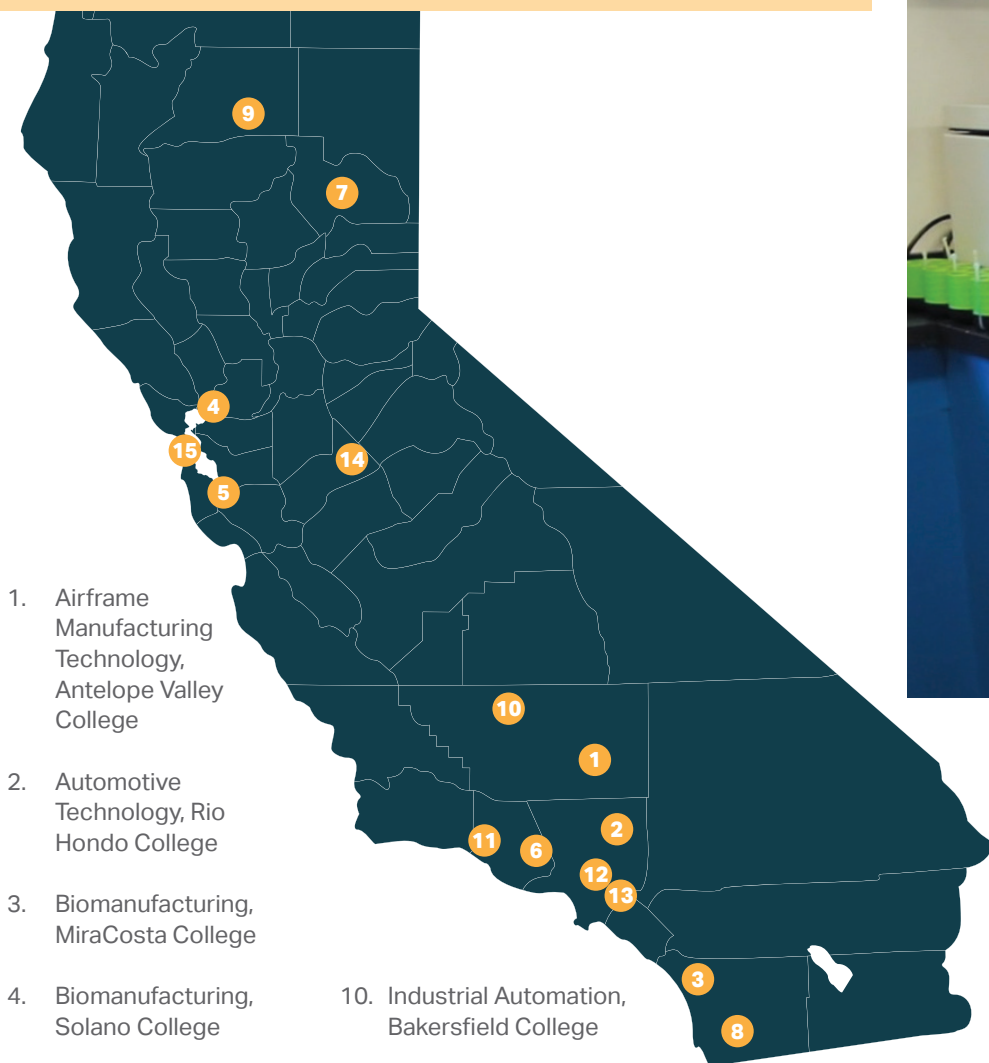 9
7
4
15
14
5
10
1
2
11
6
12
13
3
8
1. Airframe
Manufacturing
Technology,
Antelope Valley
College
2. Automotive
Technology, Rio
Hondo College
3. Biomanufacturing,
MiraCosta College
4. Biomanufacturing,
Solano College
10. Industrial Automation,
Bakersfield College